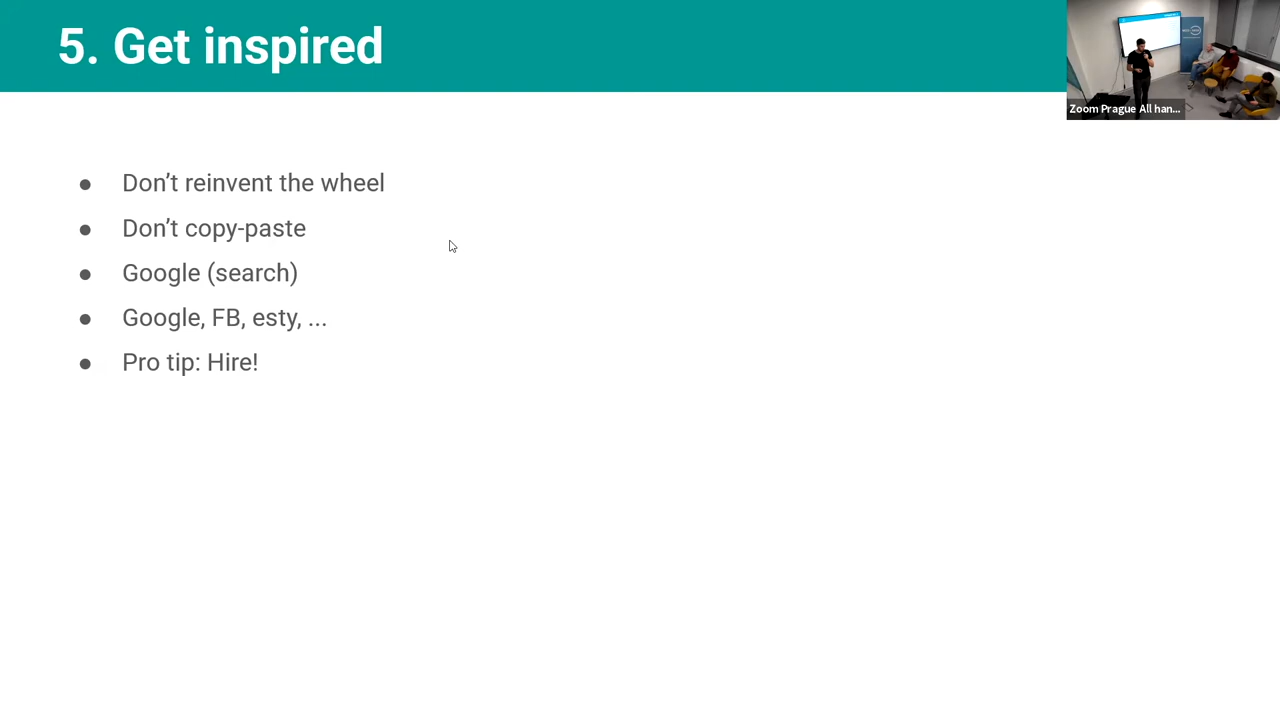 5. Get inspired
Zoom Prague All han...
● Don’t reinvent the wheel
● Don’t copy-paste
● Google (search)
● Google, FB, esty, ...
● Pro tip: Hire!